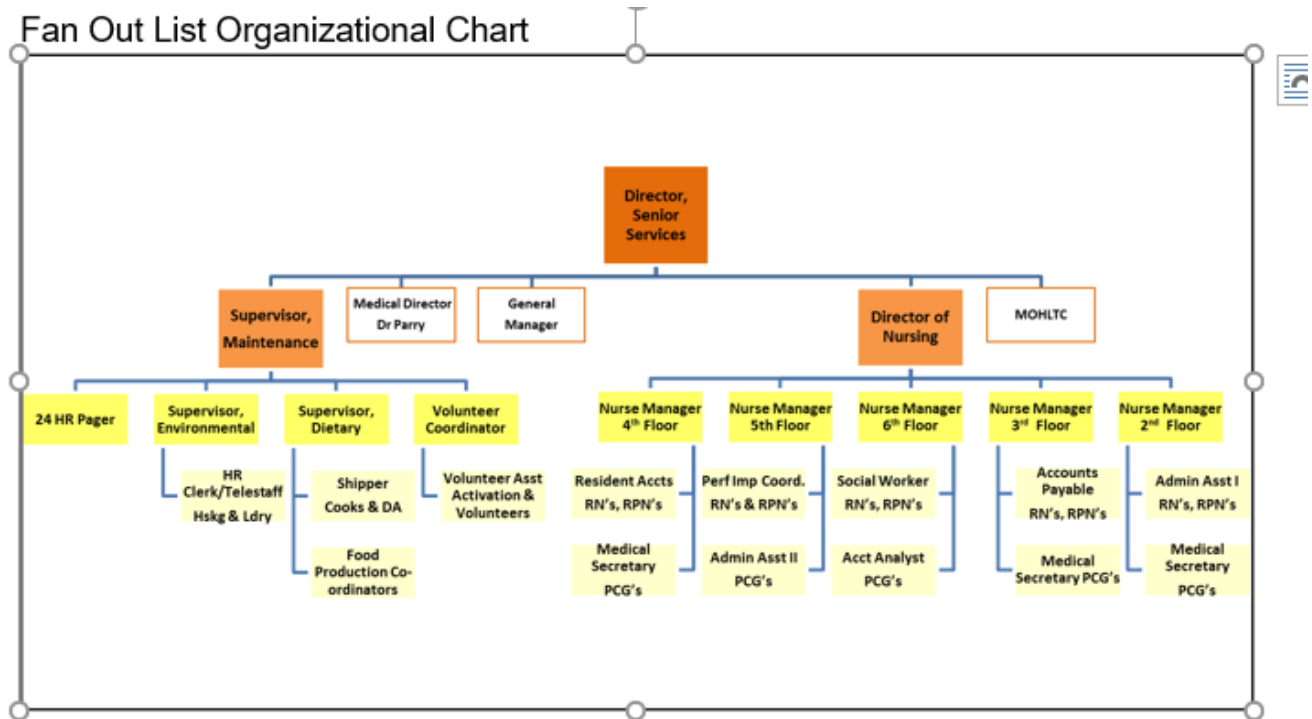 Fan Out List Organizational Chart
Director,
Senior
Services
Supervisor,
Maintenance
Medical Director
Dr Parry
General
Manager
Director of
Nursing
MOHLTC
24 HR Pager
Supervisor,
Environmental
Supervisor,
Dietary
Volunteer
Coordinator
Nurse Manager
4th Floor
Nurse Manager
5th Floor
Nurse Manager
6th Floor
Nurse Manager
3rd Floor
Nurse Manager
2nd Floor
HR
Clerk/Telestaff
Hskg & Ldry
Shipper
Cooks & DA
Food
Production Co-
ordinators
Volunteer Asst
Activation &
Volunteers
Resident Accts
RN's, RPN's
Medical
Secretary
PCG's
Perf Imp Coord.
RN's & RPN's
Admin Asst II
PCG's
Social Worker
RN's, RPN's
Acct Analyst
PCG's
Accounts
Payable
RN's, RPN's
Medical
Secretary PCG's
Admin Asst I
RN's, RPN's
Medical
Secretary
PCG's